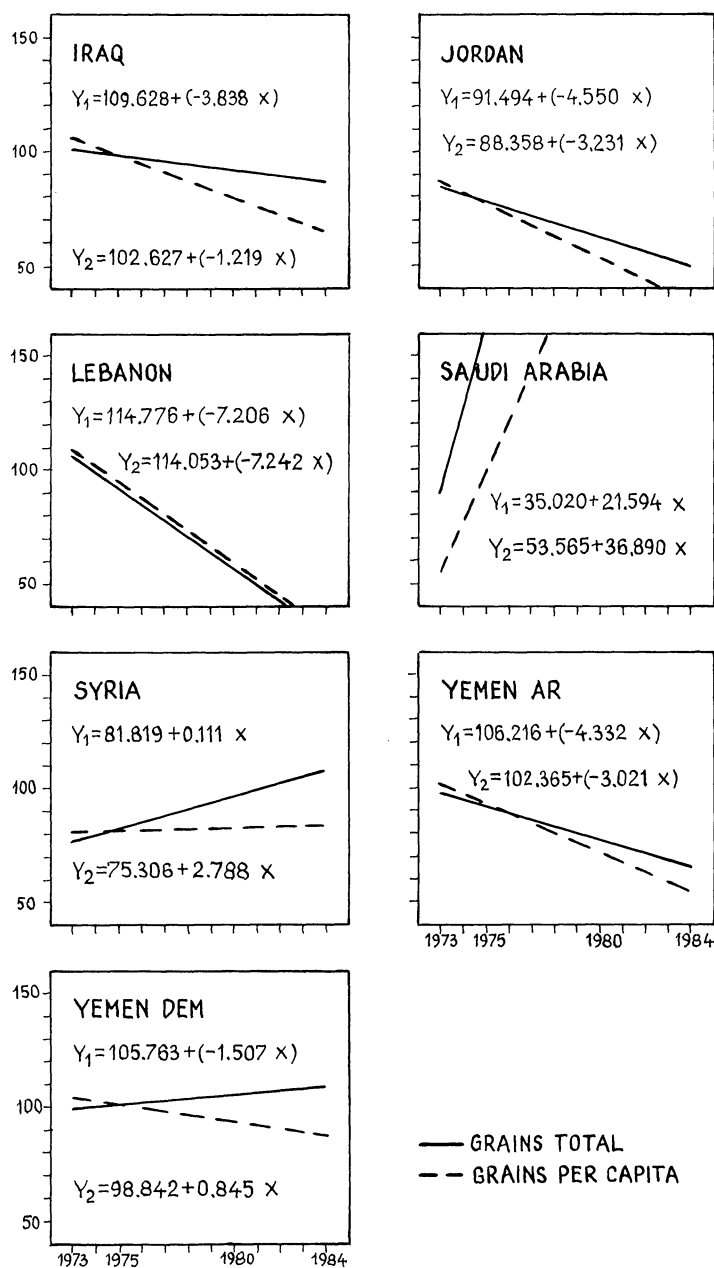 150
100
50
IRAQ
Y₁=109.628+(-3.838 X)
Y₂=102.627+(-1.219 X)
JORDAN
Y₁=91.494+(-4.550 X)
Y₂=88.358+(-3.231 X)
150
100
50
LEBANON
Y₁=114.776+(-7.206 X)
Y₂=114.053+(-7.242 X)
SAUDI ARABIA
Y₁=35.020+21.594 X
Y₂=53.565+36.890 X
150
100
50
SYRIA
Y₁=81.819+0.111 X
Y₂=75.306+2.788 X
YEMEN AR
Y₁=106.216+(-4.332 X)
Y₂=102.365+(-3.021 X)
1973 1975 1980 1984
150
100
50
YEMEN DEM
Y₁=105.763+(-1.507 X)
Y₂=98.842+0.845 X
1973 1975 1980 1984
GRAINS TOTAL
GRAINS PER CAPITA